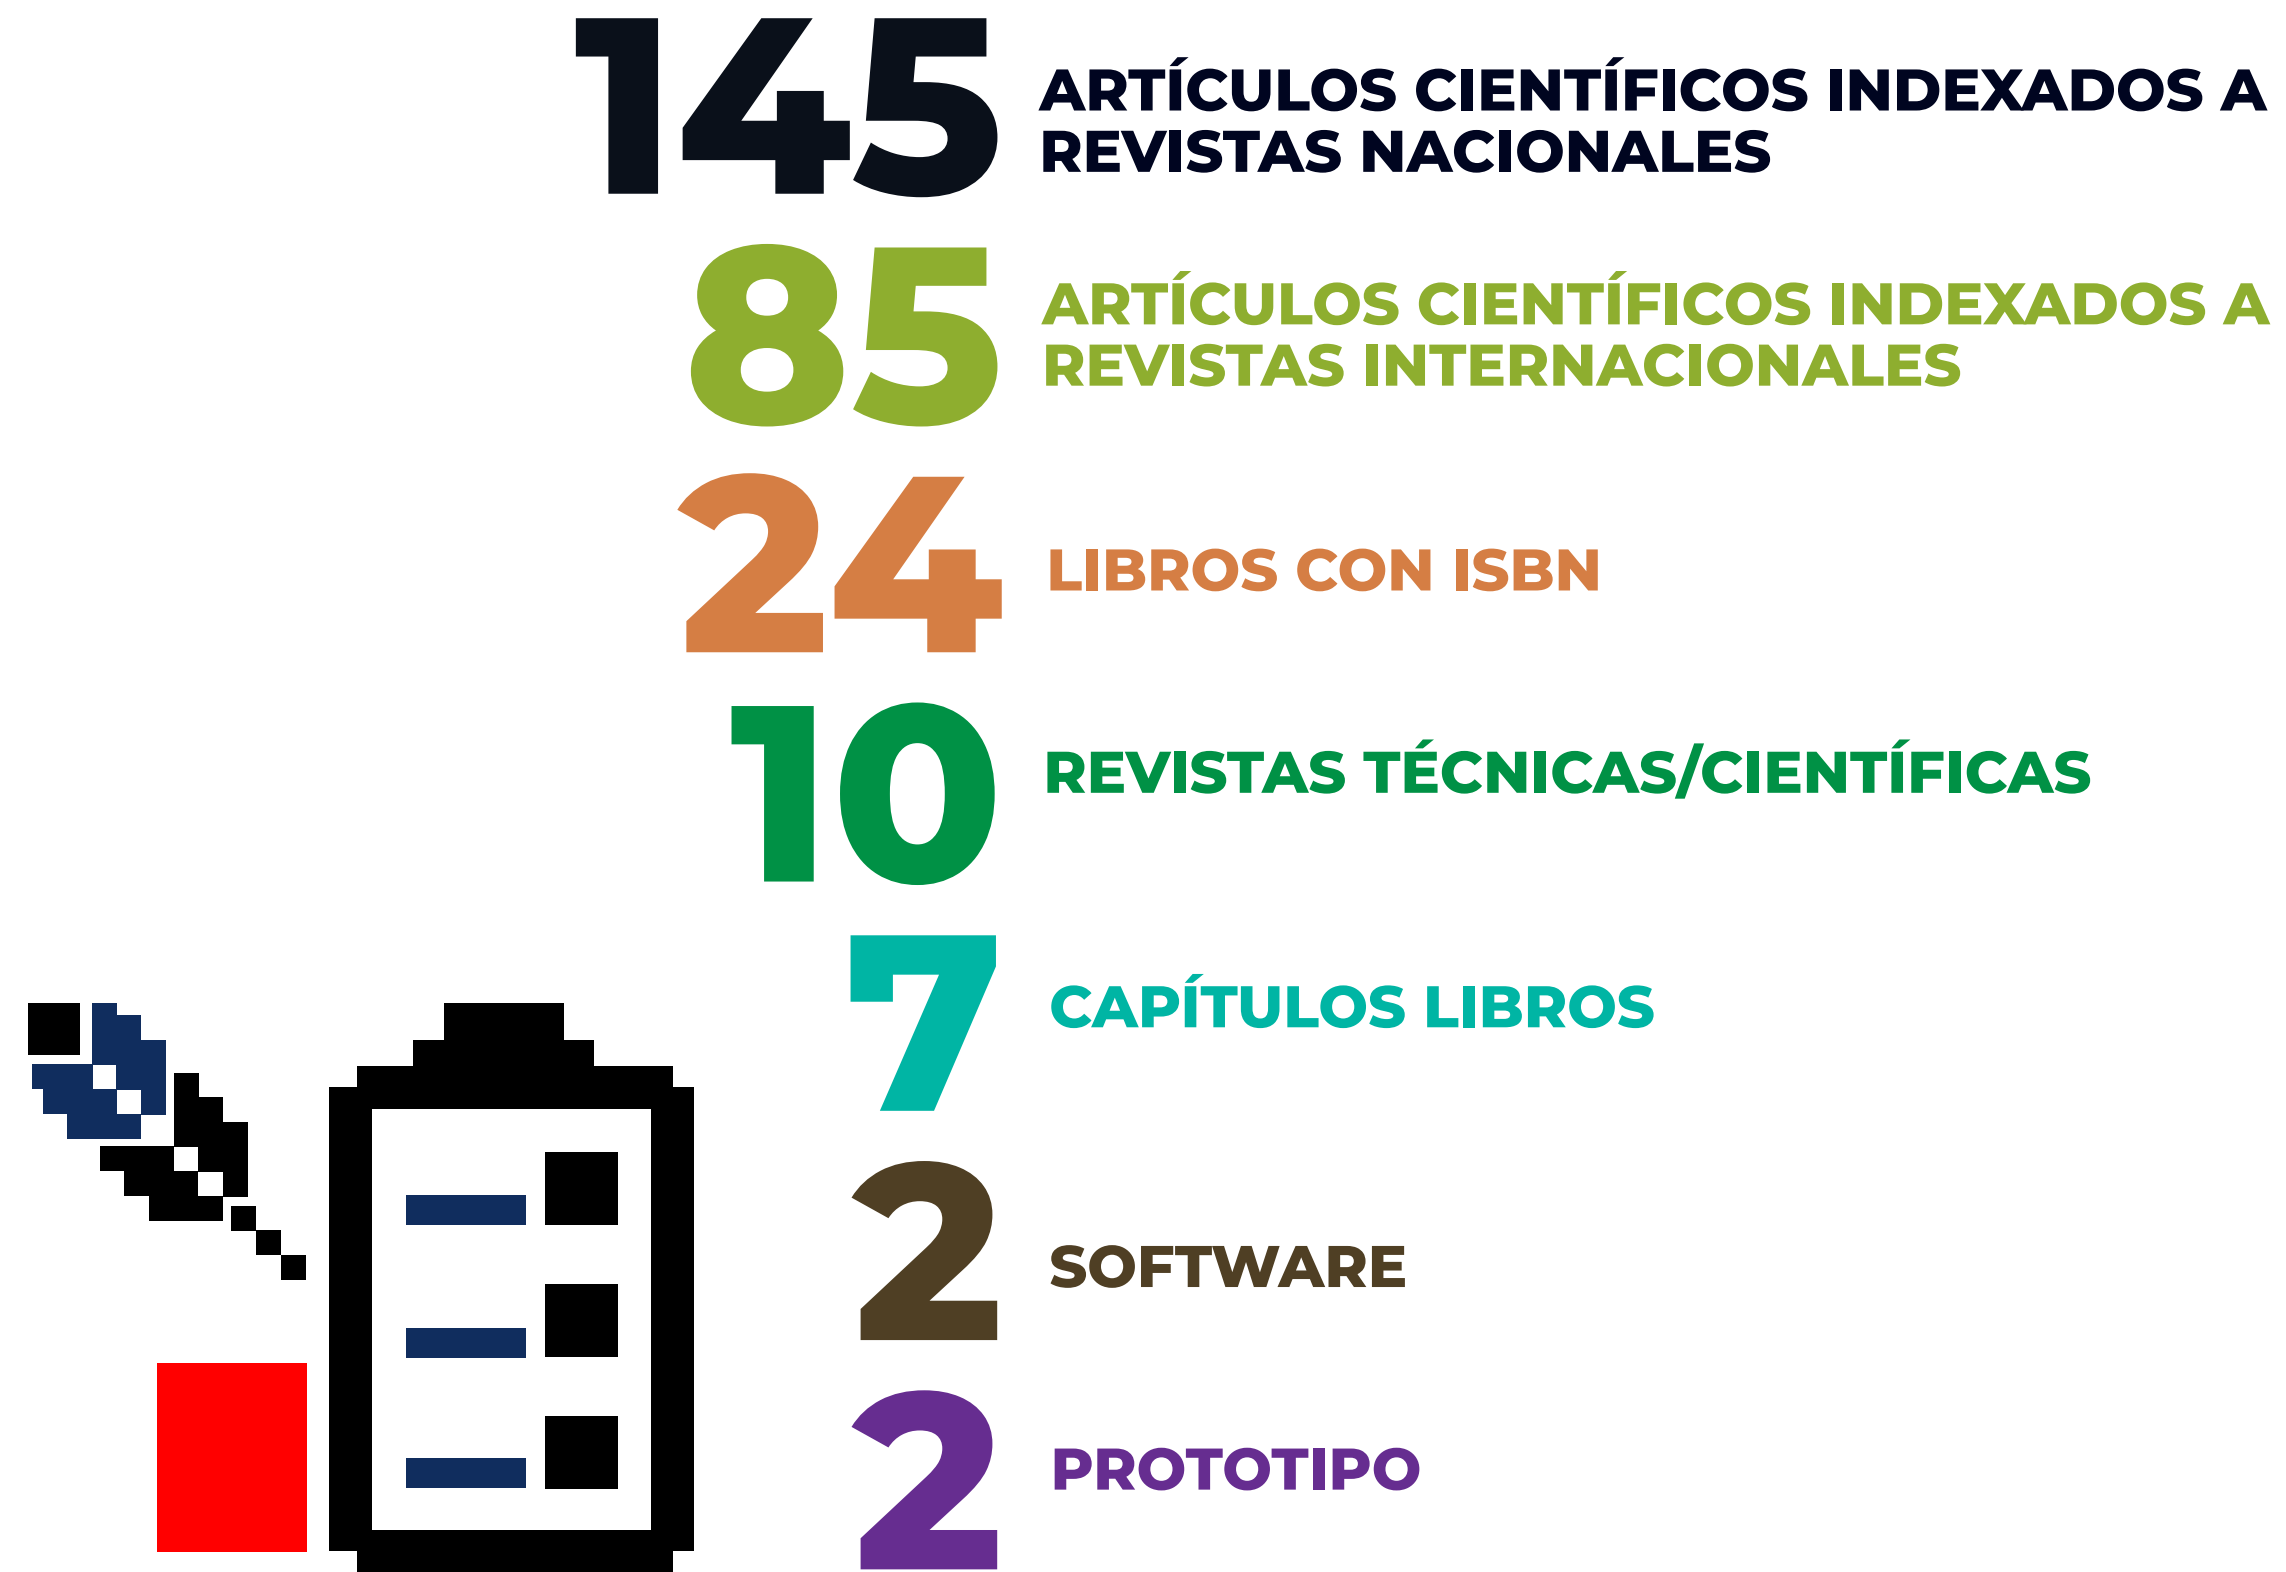 145
ARTÍCULOS CIENTÍFICOS INDEXADOS A
REVISTAS NACIONALES
85
ARTÍCULOS CIENTÍFICOS INDEXADOS A
REVISTAS INTERNACIONALES
24
LIBROS CON ISBN
10
REVISTAS TÉCNICAS/CIENTÍFICAS
7
CAPÍTULOS LIBROS
2
SOFTWARE
2
PROTOTIPO